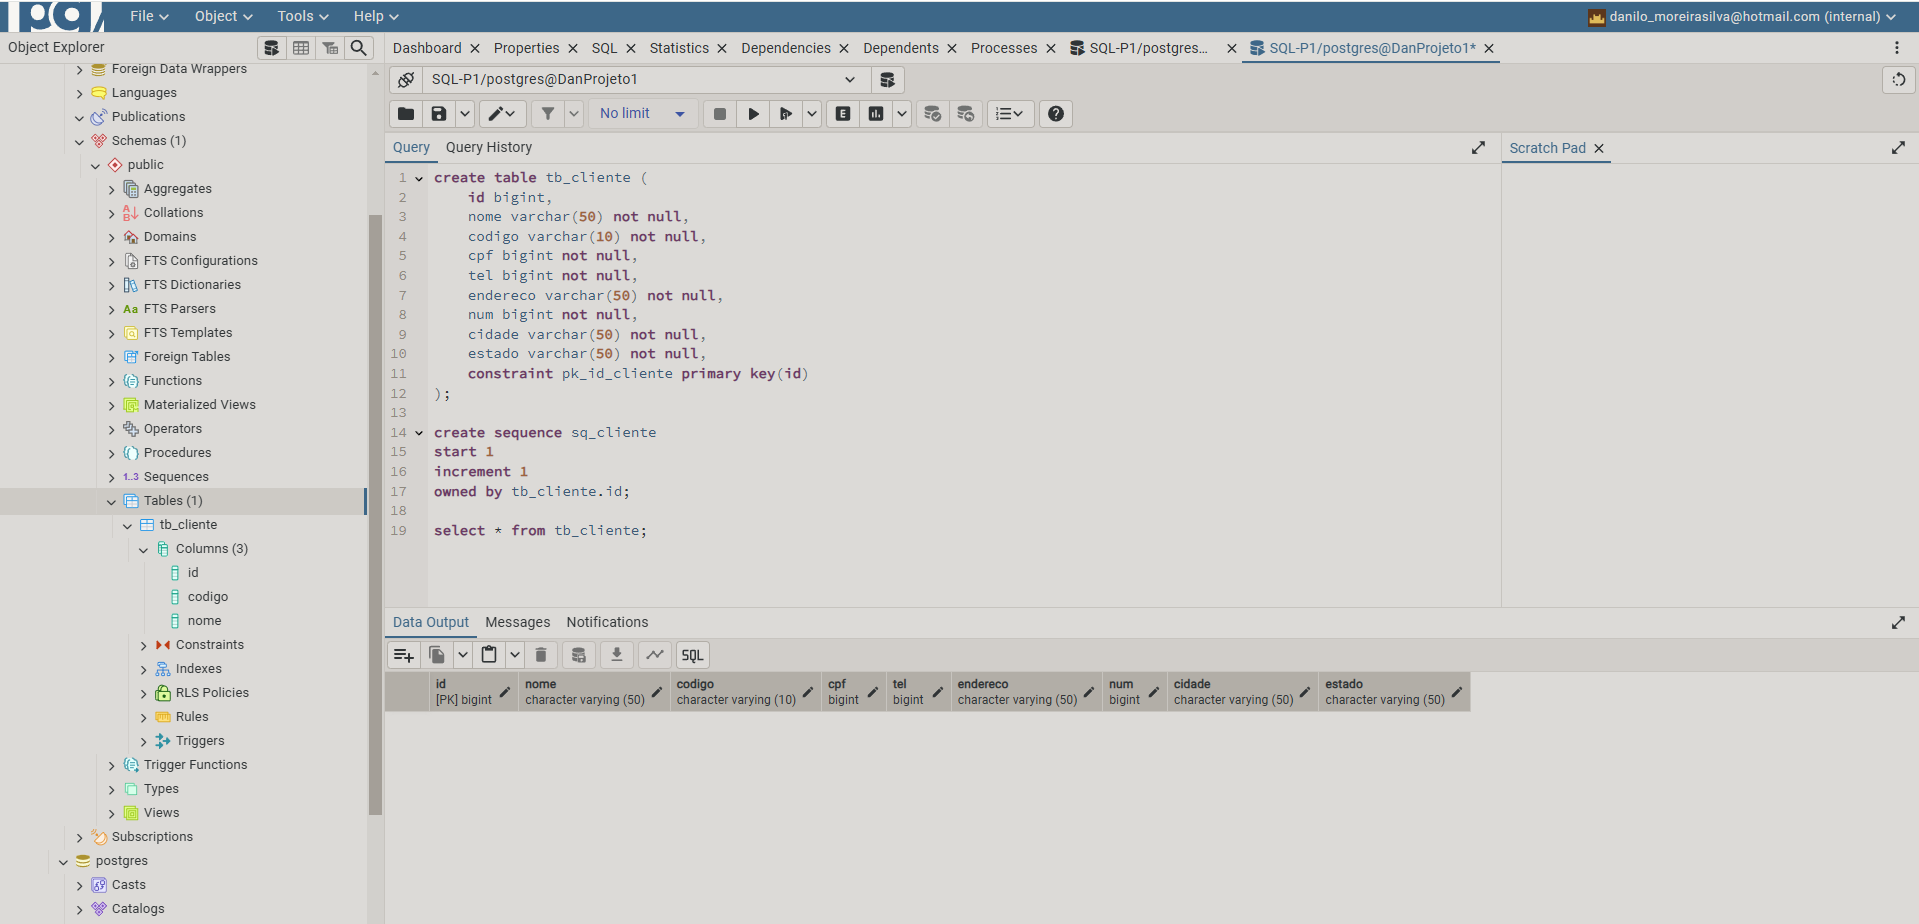 File Object Tools Help danilo_moreirasilva@hotmail.com (internal)
Object Explorer
Dashboard Properties SQL Statistics Dependencies Dependents Processes SQL-P1/postgres... SQL-P1/postgres@DanProjeto1*
Foreign Data Wrappers
Languages
Publications
Schemas (1)
public
Aggregates
Collations
Domains
FTS Configurations
FTS Dictionaries
Aa FTS Parsers
FTS Templates
Foreign Tables
Functions
Materialized Views
Operators
Procedures
1..3 Sequences
Tables (1)
tb_cliente
Columns (3)
id
codigo
nome
Constraints
Indexes
RLS Policies
Rules
Triggers
Trigger Functions
Types
Views
Subscriptions
postgres
Casts
Catalogs
SQL-P1/postgres@DanProjeto1
No limit E
Query Query History
Scratch Pad
1 create table tb_cliente (
2 id bigint,
3 nome varchar(50) not null,
4 codigo varchar(10) not null,
5 cpf bigint not null,
6 tel bigint not null,
7 endereco varchar(50) not null,
8 num bigint not null,
9 cidade varchar(50) not null,
10 estado varchar(50) not null,
11 constraint pk_id_cliente primary key(id)
12 );
13
14 create sequence sq_cliente
15 start 1
16 increment 1
17 owned by tb_cliente.id;
18
19 select * from tb_cliente;
Data Output Messages Notifications
SQL
id nome codigo cpf tel endereco num cidade estado
[PK] bigint character varying (50) character varying (10) bigint bigint character varying (50) bigint character varying (50) character varying (50)